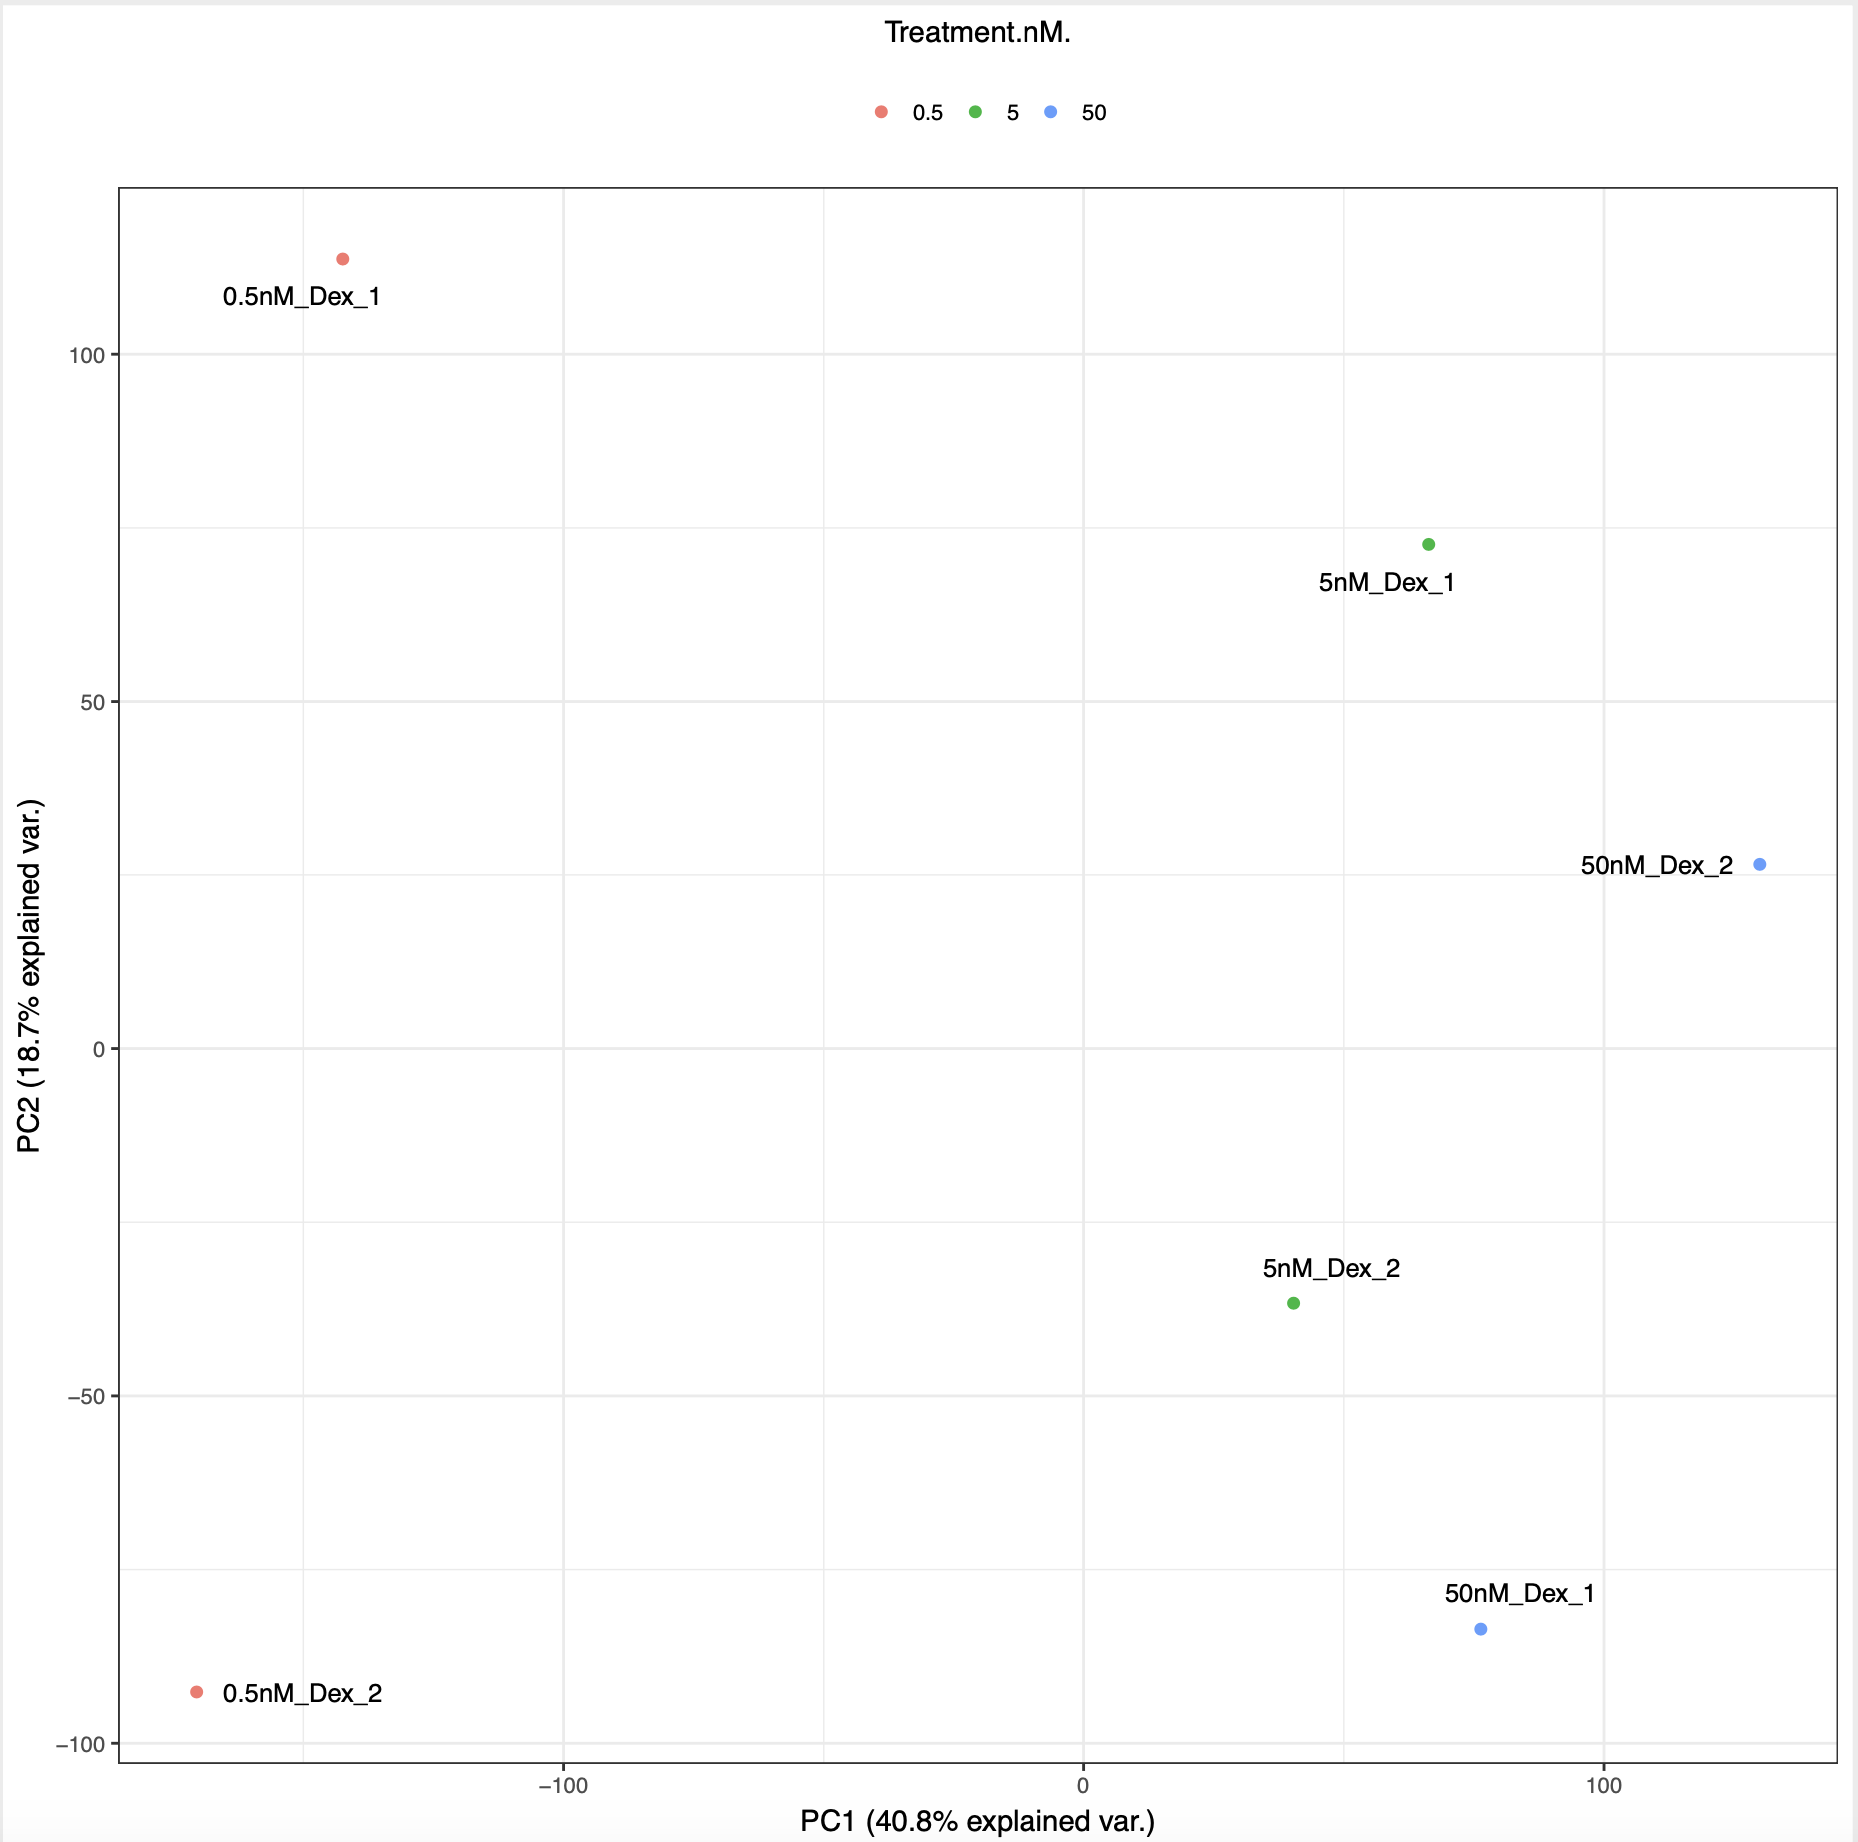 Treatment.nM.
0.5 5 50
0.5nM_Dex_1
100
5nM_Dex_1
50
50nM_Dex_2
PC2 (18.7% explained var.)
0
5nM_Dex_2
−50
50nM_Dex_1
0.5nM_Dex_2
−100
−100 0 100
PC1 (40.8% explained var.)